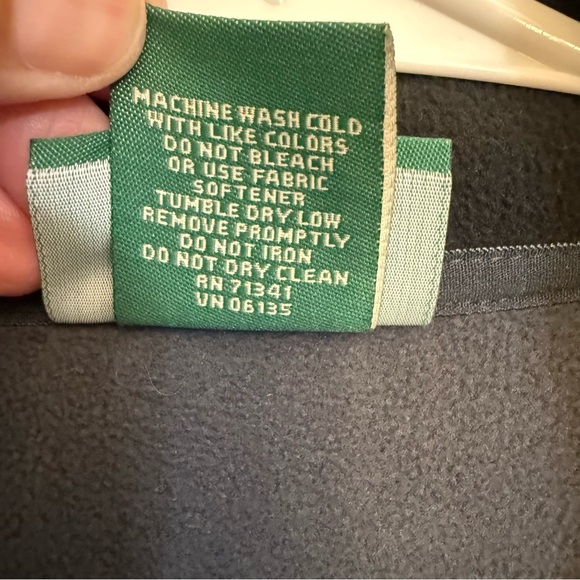 MACHINE WASH COLD
WITH LIKE COLORS
DO NOT BLEACH
OR USE FABRIC
SOFTENER
TUMBLE DRY LOW
REMOVE PROMPTLY
DO NOT IRON
DO NOT DRY CLEAN
RN 71341
VN 06135